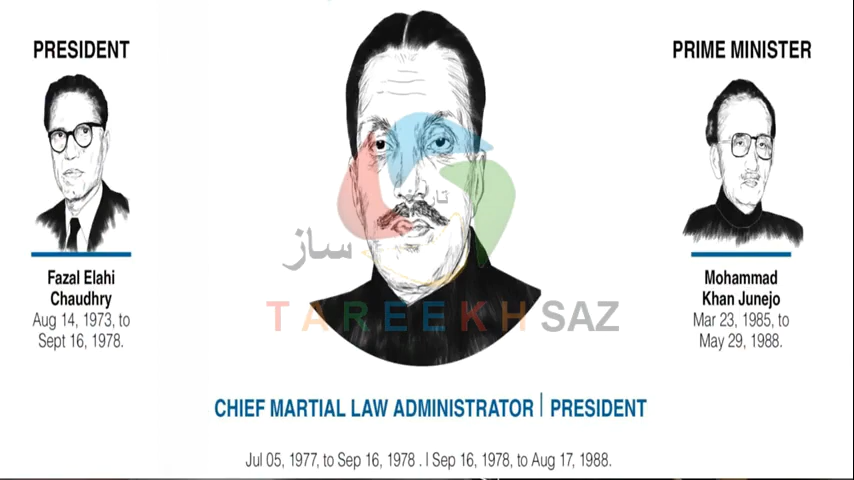 PRESIDENT
Fazal Elahi
Chaudhry
Aug 14, 1973, to
Sept 16, 1978.
تار
ساز
TAREEKHSAZ
CHIEF MARTIAL LAW ADMINISTRATOR | PRESIDENT
Jul 05, 1977, to Sep 16, 1978 . l Sep 16, 1978, to Aug 17, 1988.
PRIME MINISTER
Mohammad
Khan Junejo
Mar 23, 1985, to
May 29, 1988.